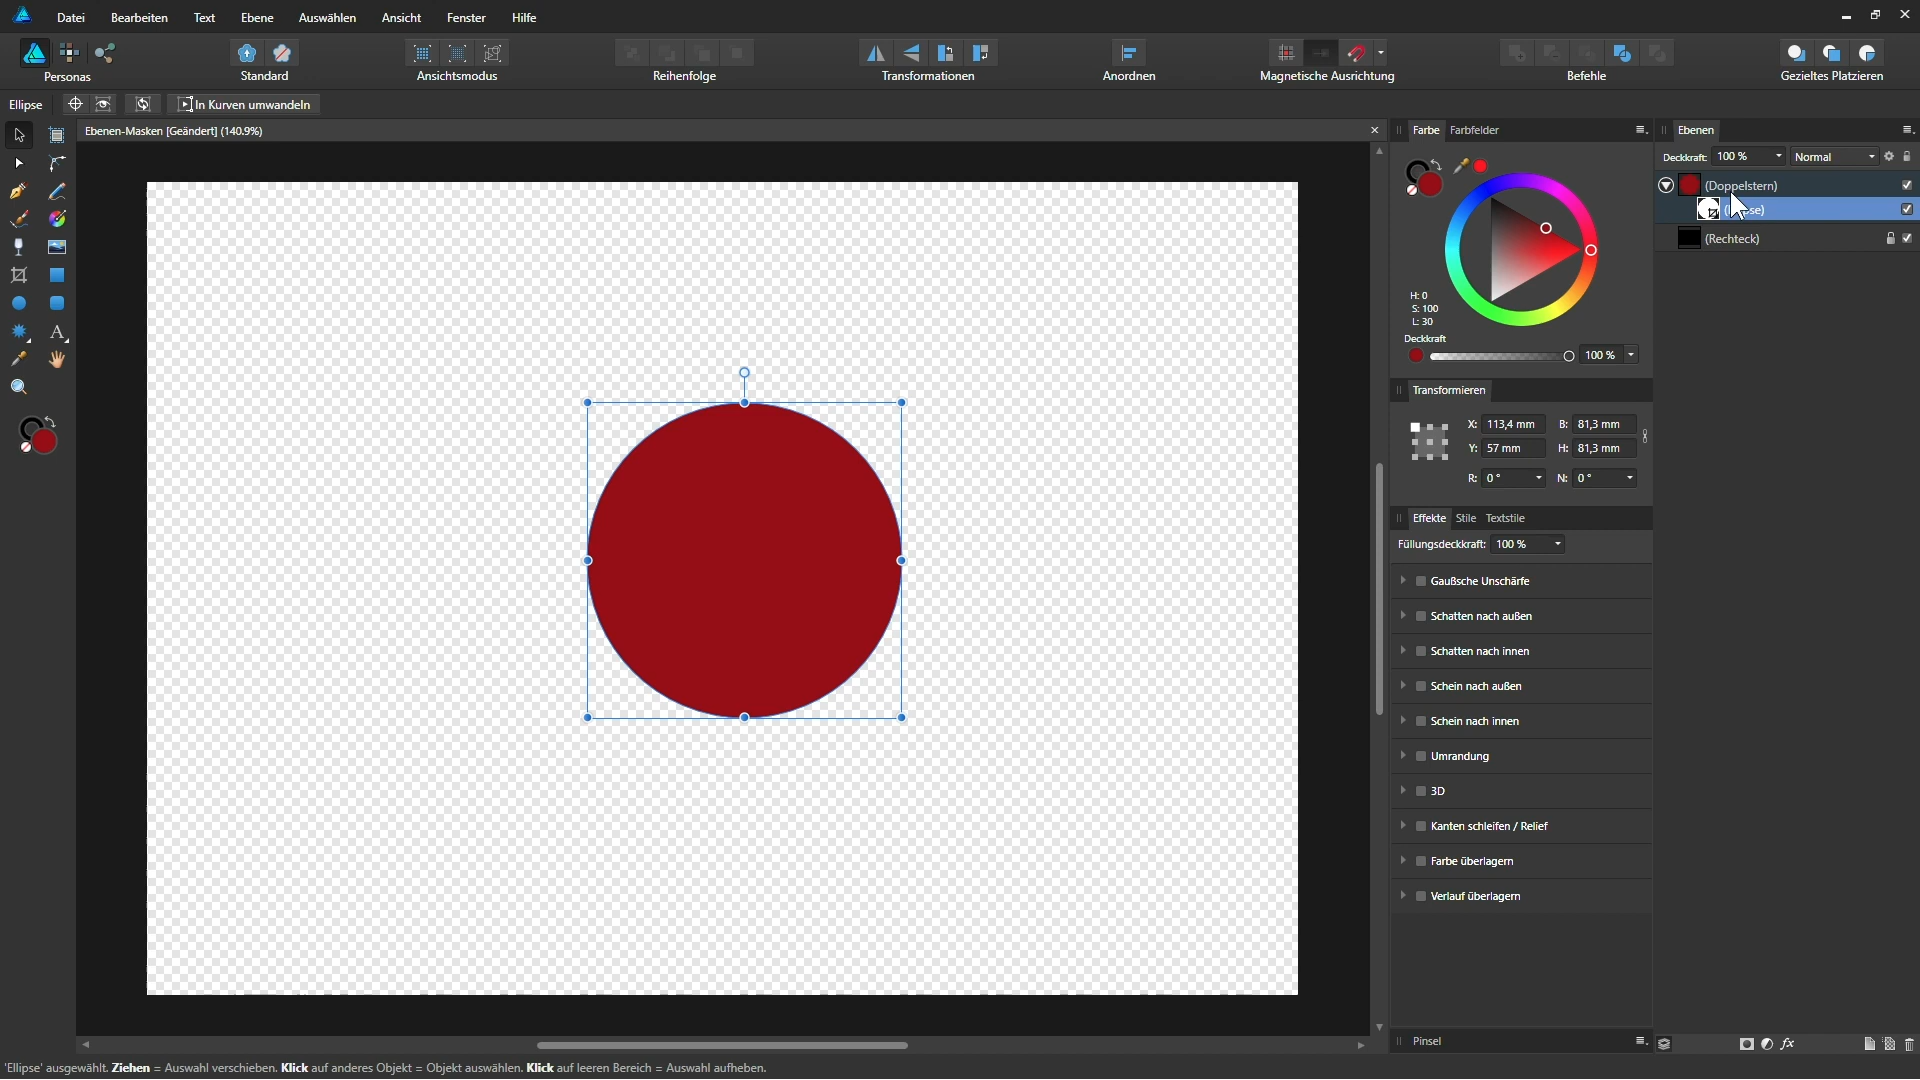 Datei Bearbeiten Text Ebene Auswählen Ansicht Fenster Hilfe
Personas Standard Ansichtsmodus Reihenfolge Transformationen Anordnen Magnetische Ausrichtung Befehle Gezieltes Platzieren
Ellipse In Kurven umwandeln
Ebenen-Masken [Geändert] (140.9%)
Farbe Farbfelder
H: 0
S: 100
L: 30
Deckkraft
100 %
Transformieren
X: 113,4 mm B: 81,3 mm
Y: 57 mm H: 81,3 mm
R: 0 ° N: 0 °
Effekte Stile Textstile
Füllungsdeckkraft: 100 %
Gaußsche Unschärfe
Schatten nach außen
Schatten nach innen
Schein nach außen
Schein nach innen
Umrandung
3D
Kanten schleifen / Relief
Farbe überlagern
Verlauf überlagern
Pinsel
Ebenen
Deckkraft: 100 % Normal
(Doppelstern)
(Rechteck)
'Ellipse' ausgewählt. Ziehen = Auswahl verschieben. Klick auf anderes Objekt = Objekt auswählen. Klick auf leeren Bereich = Auswahl aufheben.